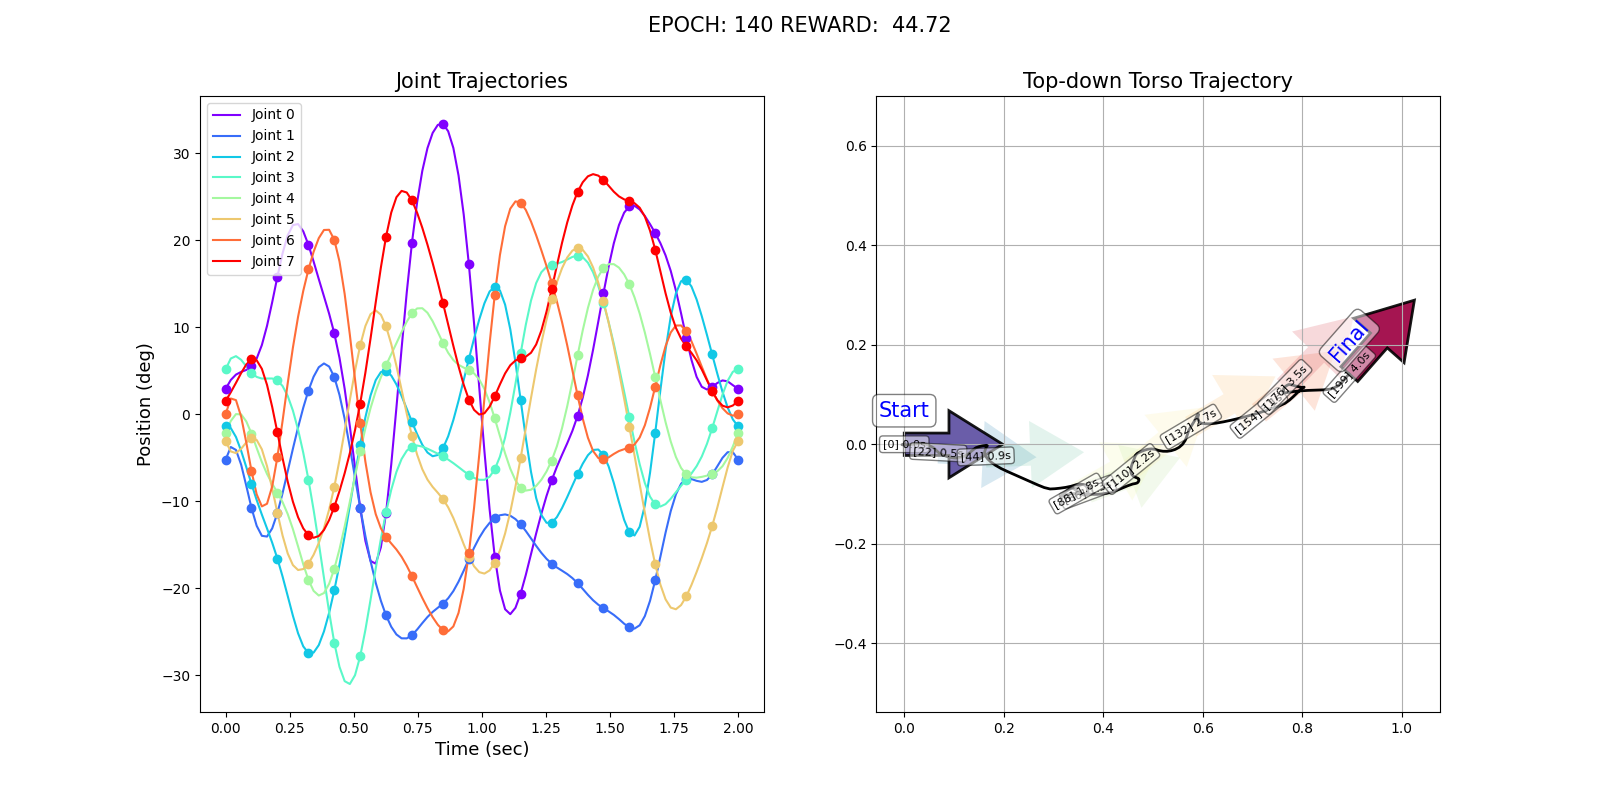 EPOCH: 140 REWARD:  44.72
Joint Trajectories
Position (deg)
30
20
10
0
−10
−20
−30
Joint 0
Joint 1
Joint 2
Joint 3
Joint 4
Joint 5
Joint 6
Joint 7
0.00 0.25 0.50 0.75 1.00 1.25 1.50 1.75 2.00
Time (sec)
Top-down Torso Trajectory
0.6
0.4
0.2
0.0
−0.2
−0.4
Start
Final
[0] 0.0s
[22] 0.5s
[44] 0.9s
[88] 1.8s
[110] 2.2s
[132] 2.7s
[154]
[176] 3.5s
[199] 4.0s
0.0 0.2 0.4 0.6 0.8 1.0